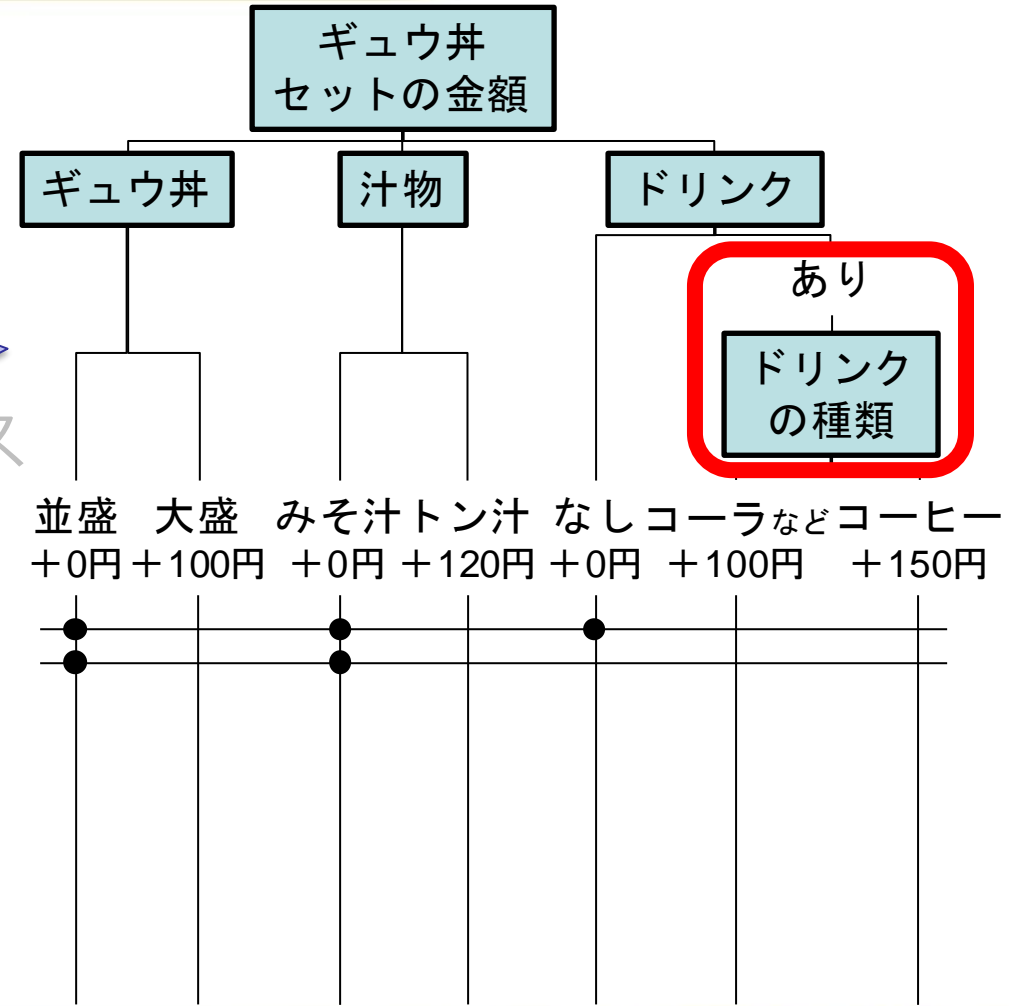 ギュウ丼
セットの金額
ギュウ丼 汁物 ドリンク
あり
ドリンク
の種類
ス
並盛 大盛 みそ汁 トン汁 なし コーラなど コーヒー
+0円 +100円 +0円 +120円 +0円 +100円 +150円